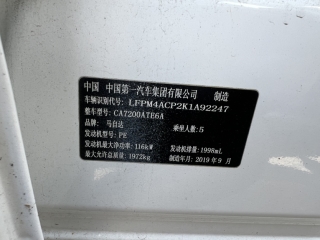 中国 中国第一汽车集团有限公司 制造
车辆识别代号: LFPM4ACP2K1A92247
整车型号: CA7200ATE6A
品牌: 马自达 乘坐人数: 5
发动机型号: PE
发动机最大净功率: 116kW 发动机排量: 1998mL
最大允许总质量: 1972kg 制造年月: 2019年9月